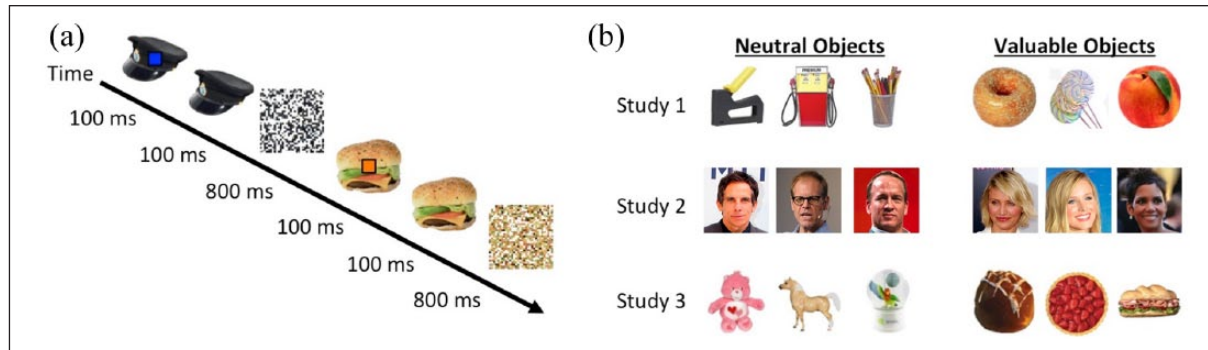 (a)
Time
100 ms
100 ms
800 ms
100 ms
100 ms
800 ms
(b)
Neutral Objects
Valuable Objects
Study 1
Study 2
Study 3